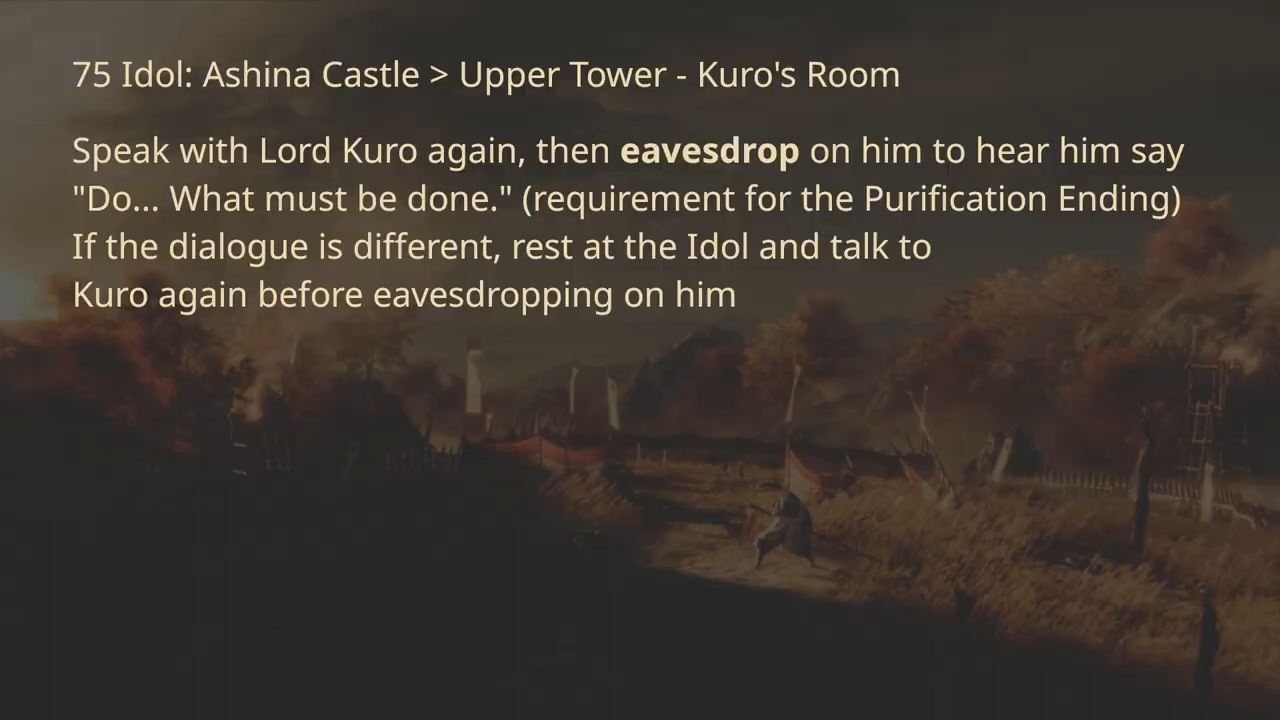 75 Idol: Ashina Castle > Upper Tower - Kuro's Room
Speak with Lord Kuro again, then eavesdrop on him to hear him say
"Do... What must be done." (requirement for the Purification Ending)
If the dialogue is different, rest at the Idol and talk to
Kuro again before eavesdropping on him